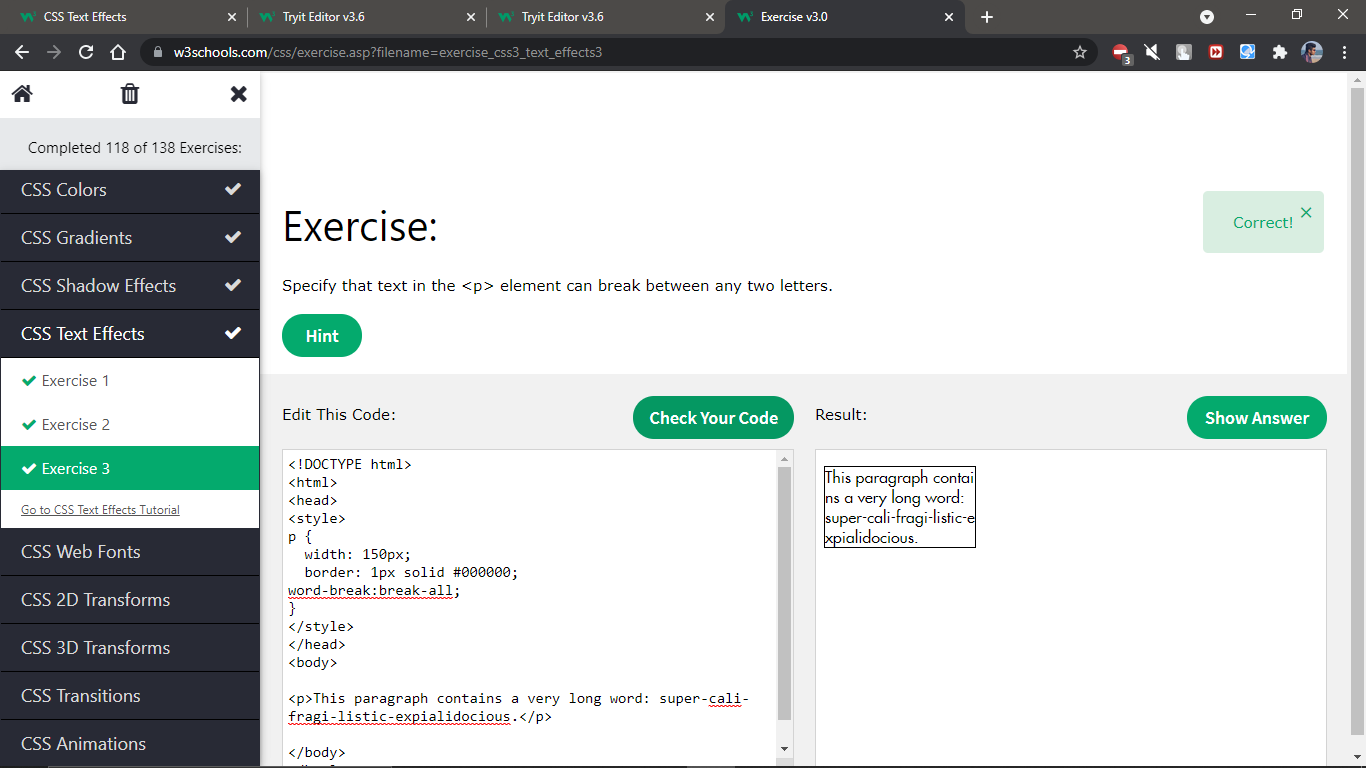 CSS Text Effects
Tryit Editor v3.6
Tryit Editor v3.6
Exercise v3.0
w3schools.com/css/exercise.asp?filename=exercise_css3_text_effects3
3
Completed 118 of 138 Exercises:
CSS Colors
CSS Gradients
CSS Shadow Effects
CSS Text Effects
Exercise 1
Exercise 2
Exercise 3
Go to CSS Text Effects Tutorial
CSS Web Fonts
CSS 2D Transforms
CSS 3D Transforms
CSS Transitions
CSS Animations
Exercise:
Correct!
Specify that text in the <p> element can break between any two letters.
Hint
Edit This Code:
Check Your Code
<!DOCTYPE html>
<html>
<head>
<style>
p {
  width: 150px;
  border: 1px solid #000000;
word-break:break-all;
}
</style>
</head>
<body>
<p>This paragraph contains a very long word: super-cali-
fragi-listic-expialidocious.</p>
</body>
Result:
Show Answer
This paragraph contai
ns a very long word:
super-cali-fragi-listic-e
xpialidocious.